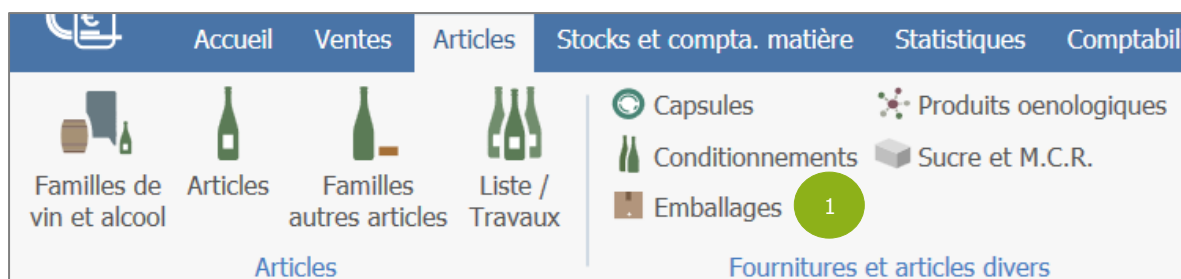 Accueil Ventes Articles Stocks et compta. matière Statistiques Comptabil
Familles de
vin et alcool
Articles
Familles
autres articles
Liste /
Travaux
Articles
Capsules
Conditionnements
Emballages 1
Produits oenologiques
Sucre et M.C.R.
Fournitures et articles divers